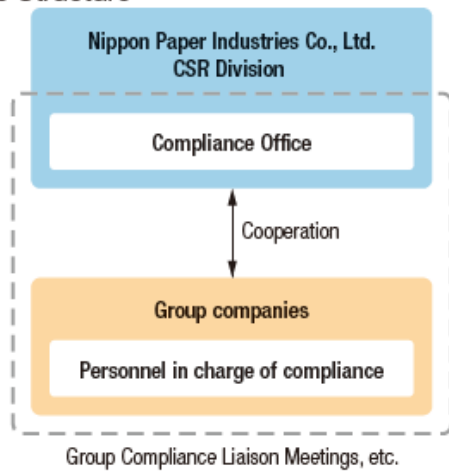 Structure
Nippon Paper Industries Co., Ltd.
CSR Division
Compliance Office
Cooperation
Group companies
Personnel in charge of compliance
Group Compliance Liaison Meetings, etc.